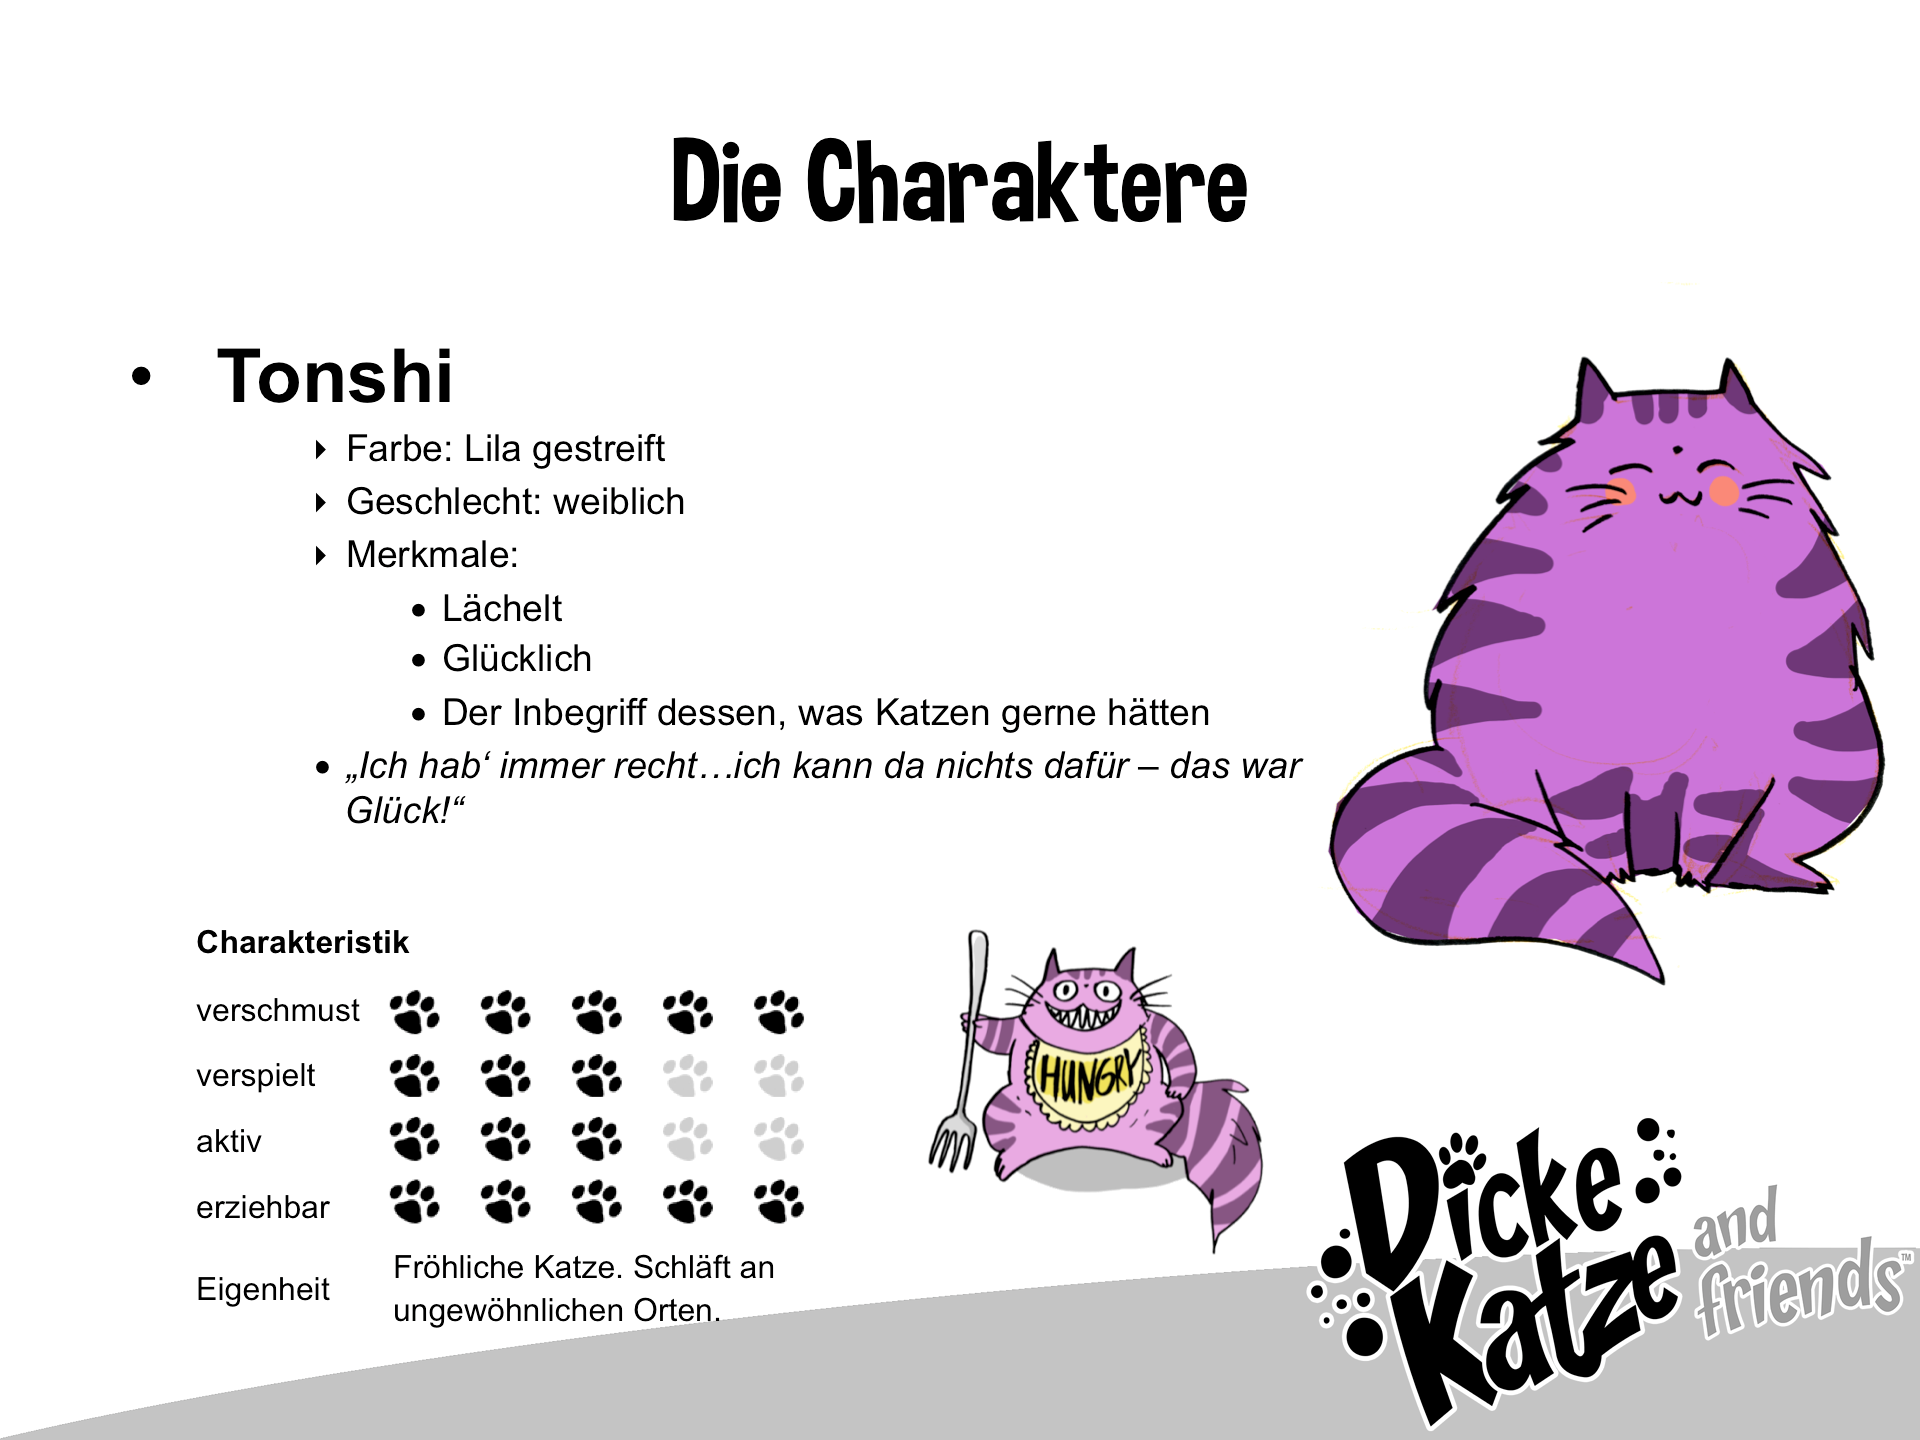 Die Charaktere
• Tonshi
‣ Farbe: Lila gestreift
‣ Geschlecht: weiblich
‣ Merkmale:
• Lächelt
• Glücklich
• Der Inbegriff dessen, was Katzen gerne hätten
• „Ich hab‘ immer recht…ich kann da nichts dafür – das war
Glück!“
Charakteristik
verschmust
verspielt
aktiv
erziehbar
Eigenheit
Fröhliche Katze. Schläft an
ungewöhnlichen Orten.
HUNGRY
Dicke
Katze
and
friends™